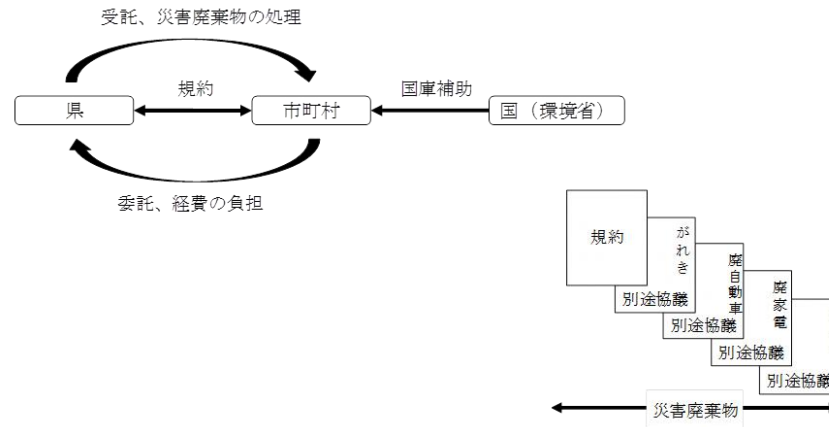 受託、災害廃棄物の処理
規約
国庫補助
県
市町村
国（環境省）
委託、経費の負担
規約
がれき
廃自動車
廃家電
別途協議
別途協議
別途協議
別途協議
災害廃棄物